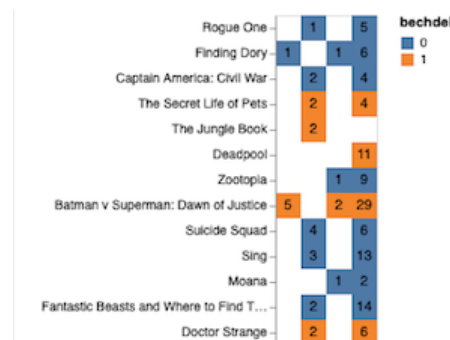 bechdel
0
1
Rogue One 1 5
Finding Dory 1 1 6
Captain America: Civil War 2 4
The Secret Life of Pets 2 4
The Jungle Book 2
Deadpool 11
Zootopia 1 9
Batman v Superman: Dawn of Justice 5 2 29
Suicide Squad 4 6
Sing 3 13
Moana 1 2
Fantastic Beasts and Where to Find T... 2 14
Doctor Strange 2 6